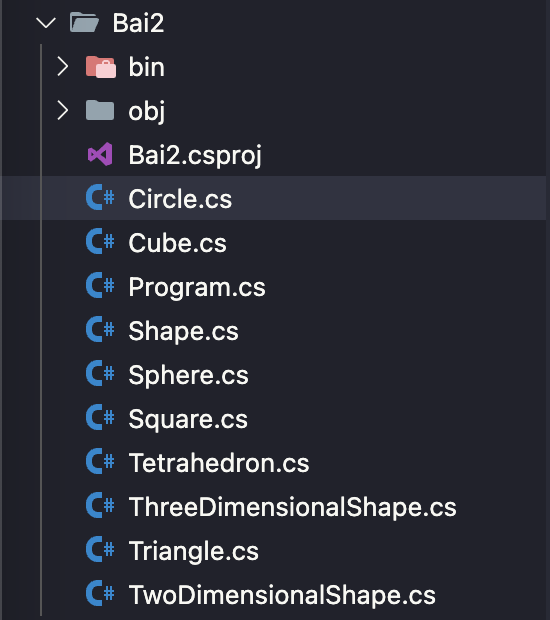 Bai2
bin
obj
Bai2.csproj
Circle.cs
Cube.cs
Program.cs
Shape.cs
Sphere.cs
Square.cs
Tetrahedron.cs
ThreeDimensionalShape.cs
Triangle.cs
TwoDimensionalShape.cs